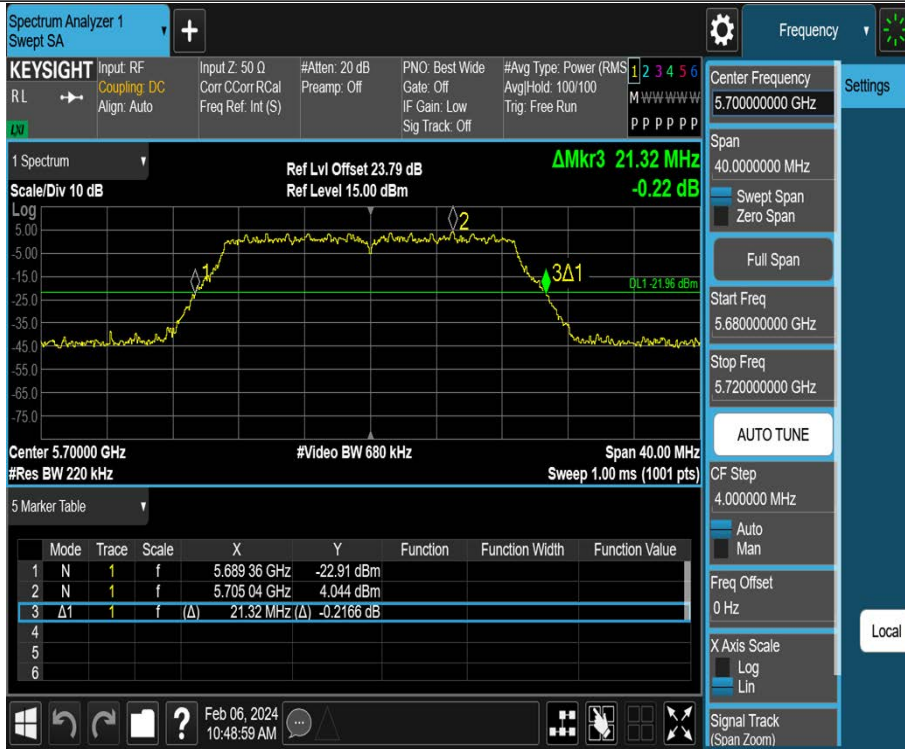 Spectrum Analyzer 1
Swept SA
+
Frequency
KEYSIGHT
R L
LXI
Input: RF
Coupling: DC
Align: Auto
Input Z: 50 Ω
Corr CCorr RCal
Freq Ref: Int (S)
#Atten: 20 dB
Preamp: Off
PNO: Best Wide
Gate: Off
IF Gain: Low
Sig Track: Off
#Avg Type: Power (RMS
Avg|Hold: 100/100
Trig: Free Run
1 2 3 4 5 6
M W W W W W
P P P P P P
1 Spectrum
Scale/Div 10 dB
Ref Lvl Offset 23.79 dB
Ref Level 15.00 dBm
ΔMkr3 21.32 MHz
-0.22 dB
Log
5.00
-5.00
-15.0
-25.0
-35.0
-45.0
-55.0
-65.0
-75.0
1
2
3Δ1
DL1 -21.96 dBm
Center 5.70000 GHz
#Res BW 220 kHz
#Video BW 680 kHz
Span 40.00 MHz
Sweep 1.00 ms (1001 pts)
5 Marker Table
Mode Trace Scale X Y Function Function Width Function Value
1 N 1 f 5.689 36 GHz -22.91 dBm
2 N 1 f 5.705 04 GHz 4.044 dBm
3 Δ1 1 f (Δ) 21.32 MHz (Δ) -0.2166 dB
4
5
6
?
Feb 06, 2024
10:48:59 AM
Center Frequency
5.700000000 GHz
Span
40.0000000 MHz
Swept Span
Zero Span
Full Span
Start Freq
5.680000000 GHz
Stop Freq
5.720000000 GHz
AUTO TUNE
CF Step
4.000000 MHz
Auto
Man
Freq Offset
0 Hz
X Axis Scale
Log
Lin
Signal Track
(Span Zoom)
Settings
Local